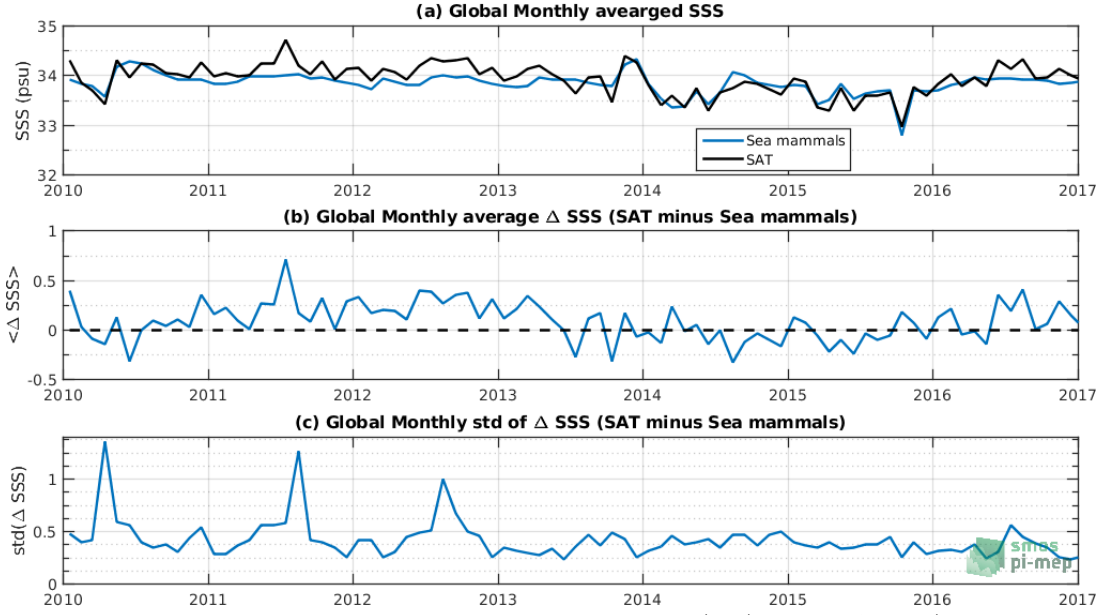 (a) Global Monthly avearged SSS
35
34
33
32
SSS (psu)
Sea mammals
SAT
2010 2011 2012 2013 2014 2015 2016 2017
(b) Global Monthly average Δ SSS (SAT minus Sea mammals)
1
0.5
0
-0.5
<Δ SSS>
2010 2011 2012 2013 2014 2015 2016 2017
(c) Global Monthly std of Δ SSS (SAT minus Sea mammals)
1
0.5
0
std(Δ SSS)
smos
pi-mep
2010 2011 2012 2013 2014 2015 2016 2017